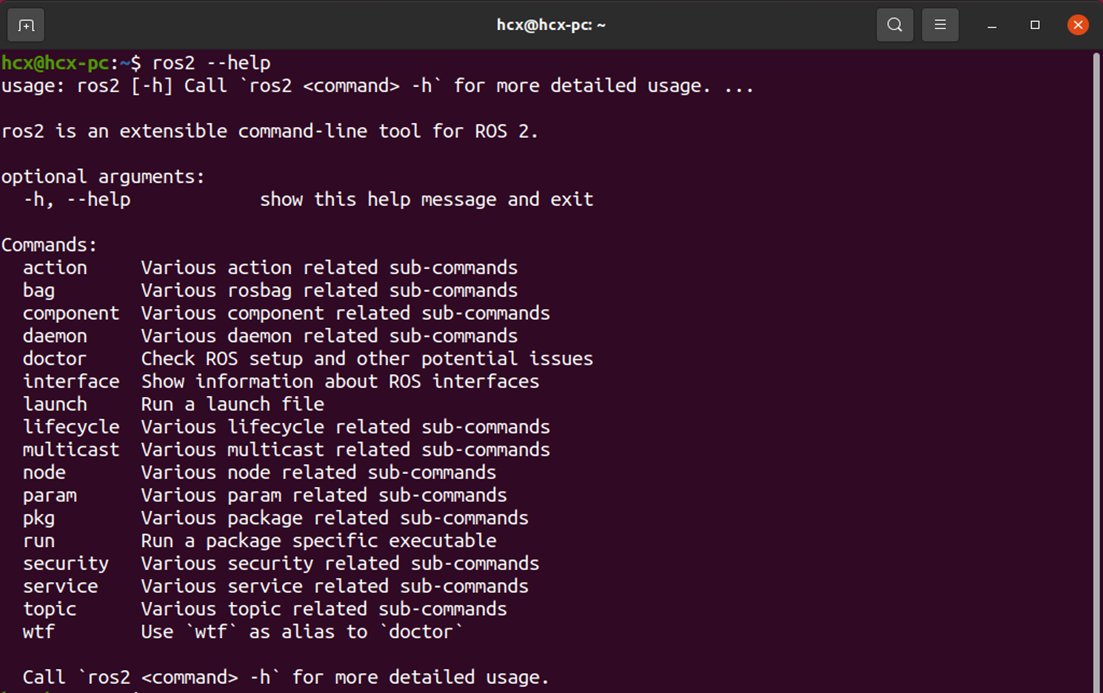 hcx@hcx-pc: ~
hcx@hcx-pc:~$ ros2 --help
usage: ros2 [-h] Call `ros2 <command> -h` for more detailed usage. ...

ros2 is an extensible command-line tool for ROS 2.

optional arguments:
  -h, --help            show this help message and exit

Commands:
  action     Various action related sub-commands
  bag        Various rosbag related sub-commands
  component  Various component related sub-commands
  daemon     Various daemon related sub-commands
  doctor     Check ROS setup and other potential issues
  interface  Show information about ROS interfaces
  launch     Run a launch file
  lifecycle  Various lifecycle related sub-commands
  multicast  Various multicast related sub-commands
  node       Various node related sub-commands
  param      Various param related sub-commands
  pkg        Various package related sub-commands
  run        Run a package specific executable
  security   Various security related sub-commands
  service    Various service related sub-commands
  topic      Various topic related sub-commands
  wtf        Use `wtf` as alias to `doctor`

  Call `ros2 <command> -h` for more detailed usage.